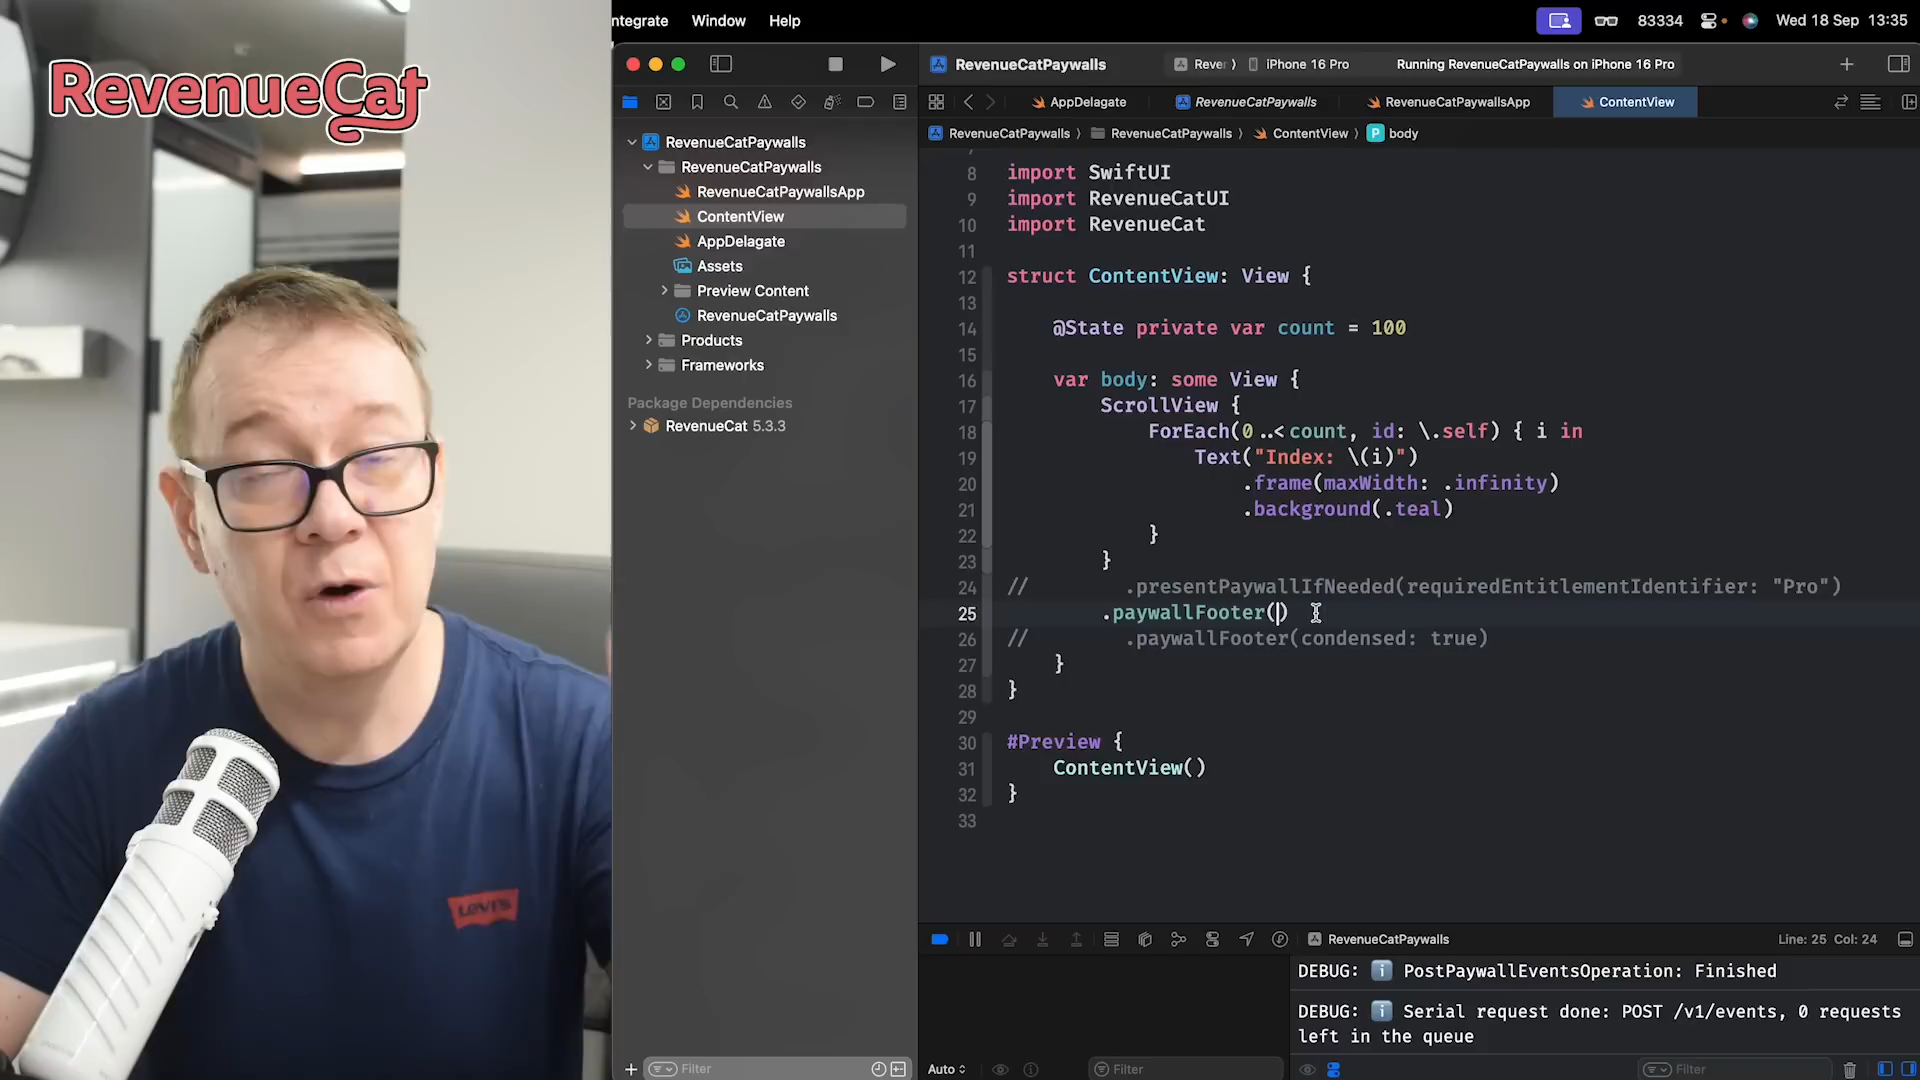 RevenueCat
ntegrate Window Help 83334 Wed 18 Sep 13:35
RevenueCatPaywalls Rever iPhone 16 Pro Running RevenueCatPaywalls on iPhone 16 Pro
AppDelagate RevenueCatPaywalls RevenueCatPaywallsApp ContentView
RevenueCatPaywalls RevenueCatPaywalls ContentView P body
RevenueCatPaywalls
RevenueCatPaywalls
RevenueCatPaywallsApp
ContentView
AppDelagate
Assets
Preview Content
RevenueCatPaywalls
Products
Frameworks
Package Dependencies
RevenueCat 5.3.3
8 import SwiftUI
9 import RevenueCatUI
10 import RevenueCat
11
12 struct ContentView: View {
13
14 @State private var count = 100
15
16 var body: some View {
17 ScrollView {
18 ForEach(0..<count, id: \.self) { i in
19 Text("Index: \(i)")
20 .frame(maxWidth: .infinity)
21 .background(.teal)
22 }
23 }
24 // .presentPaywallIfNeeded(requiredEntitlementIdentifier: "Pro")
25 .paywallFooter()
26 // .paywallFooter(condensed: true)
27 }
28 }
29
30 #Preview {
31 ContentView()
32 }
33
LEVI'S
RevenueCatPaywalls Line: 25 Col: 24
DEBUG: ℹ️ PostPaywallEventsOperation: Finished
DEBUG: ℹ️ Serial request done: POST /v1/events, 0 requests
left in the queue
Filter Auto Filter Filter